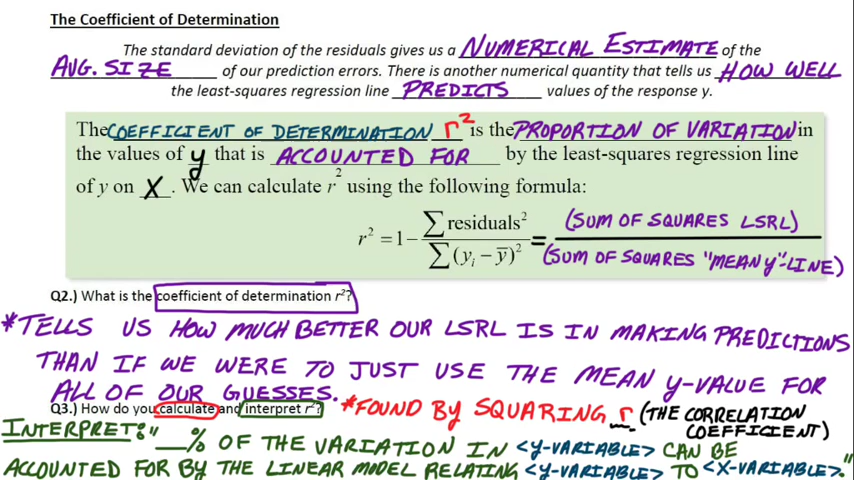 The Coefficient of Determination
The standard deviation of the residuals gives us a NUMERICAL ESTIMATE of the
AVG. SIZE of our prediction errors. There is another numerical quantity that tells us HOW WELL
the least-squares regression line PREDICTS values of the response y.
The COEFFICIENT OF DETERMINATION r² is the PROPORTION OF VARIATION in
the values of y that is ACCOUNTED FOR by the least-squares regression line
of y on X. We can calculate r² using the following formula:
r² = 1 - ∑ residuals² / ∑ (yᵢ - ȳ)² = (SUM OF SQUARES LSRL) / (SUM OF SQUARES "MEAN Y"-LINE)
Q2.) What is the coefficient of determination r²?
*TELLS US HOW MUCH BETTER OUR LSRL IS IN MAKING PREDICTIONS
THAN IF WE WERE TO JUST USE THE MEAN Y-VALUE FOR
ALL OF OUR GUESSES.
Q3.) How do you calculate and interpret r²? *FOUND BY SQUARING r (THE CORRELATION
COEFFICIENT)
INTERPRET: "__% OF THE VARIATION IN <Y-VARIABLE> CAN BE
ACCOUNTED FOR BY THE LINEAR MODEL RELATING <Y-VARIABLE> TO <X-VARIABLE>."